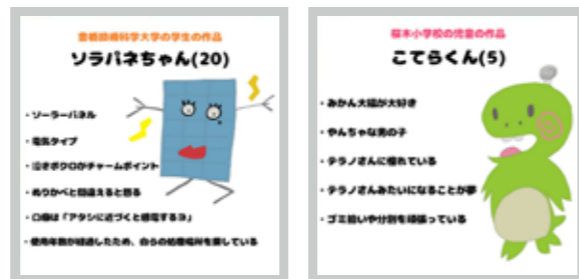 愛媛医療科学大学の学生の作品
ソラパネちゃん(20)
・ソーラーパネル
・電気タイプ
・泣きボクロがチャームポイント
・ぬりかべと間違えると怒る
・口癖は「アタシに近づくと感電するヨ」
・使用年数が経過したため、自らの処理場所を探している
桜木小学校の児童の作品
こてらくん(5)
・みかん大福が大好き
・やんちゃな男の子
・テラノさんに憧れている
・テラノさんみたいになることが夢
・ゴミ拾いや分別を頑張っている